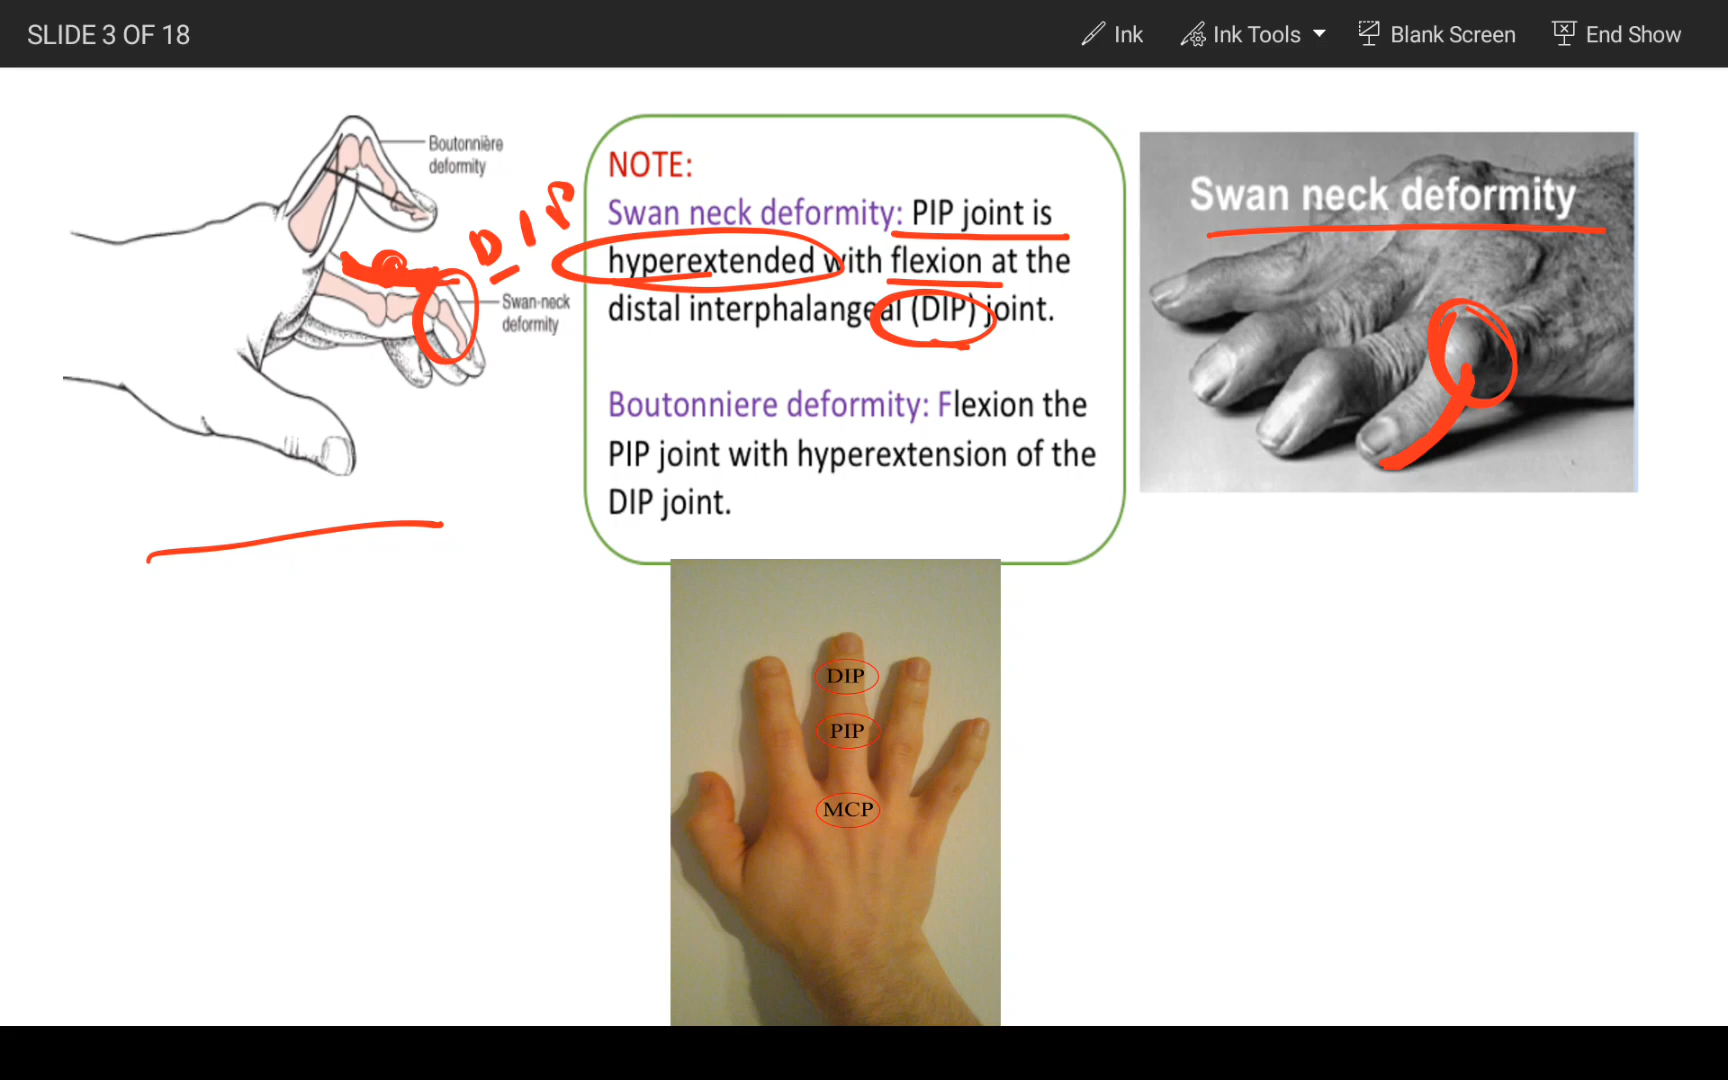 SLIDE 3 OF 18
Ink
Ink Tools
Blank Screen
End Show
Boutonnière
deformity
Swan-neck
deformity
DIP
NOTE:
Swan neck deformity: PIP joint is
hyperextended with flexion at the
distal interphalangeal (DIP) joint.
Boutonniere deformity: Flexion the
PIP joint with hyperextension of the
DIP joint.
Swan neck deformity
DIP
PIP
MCP